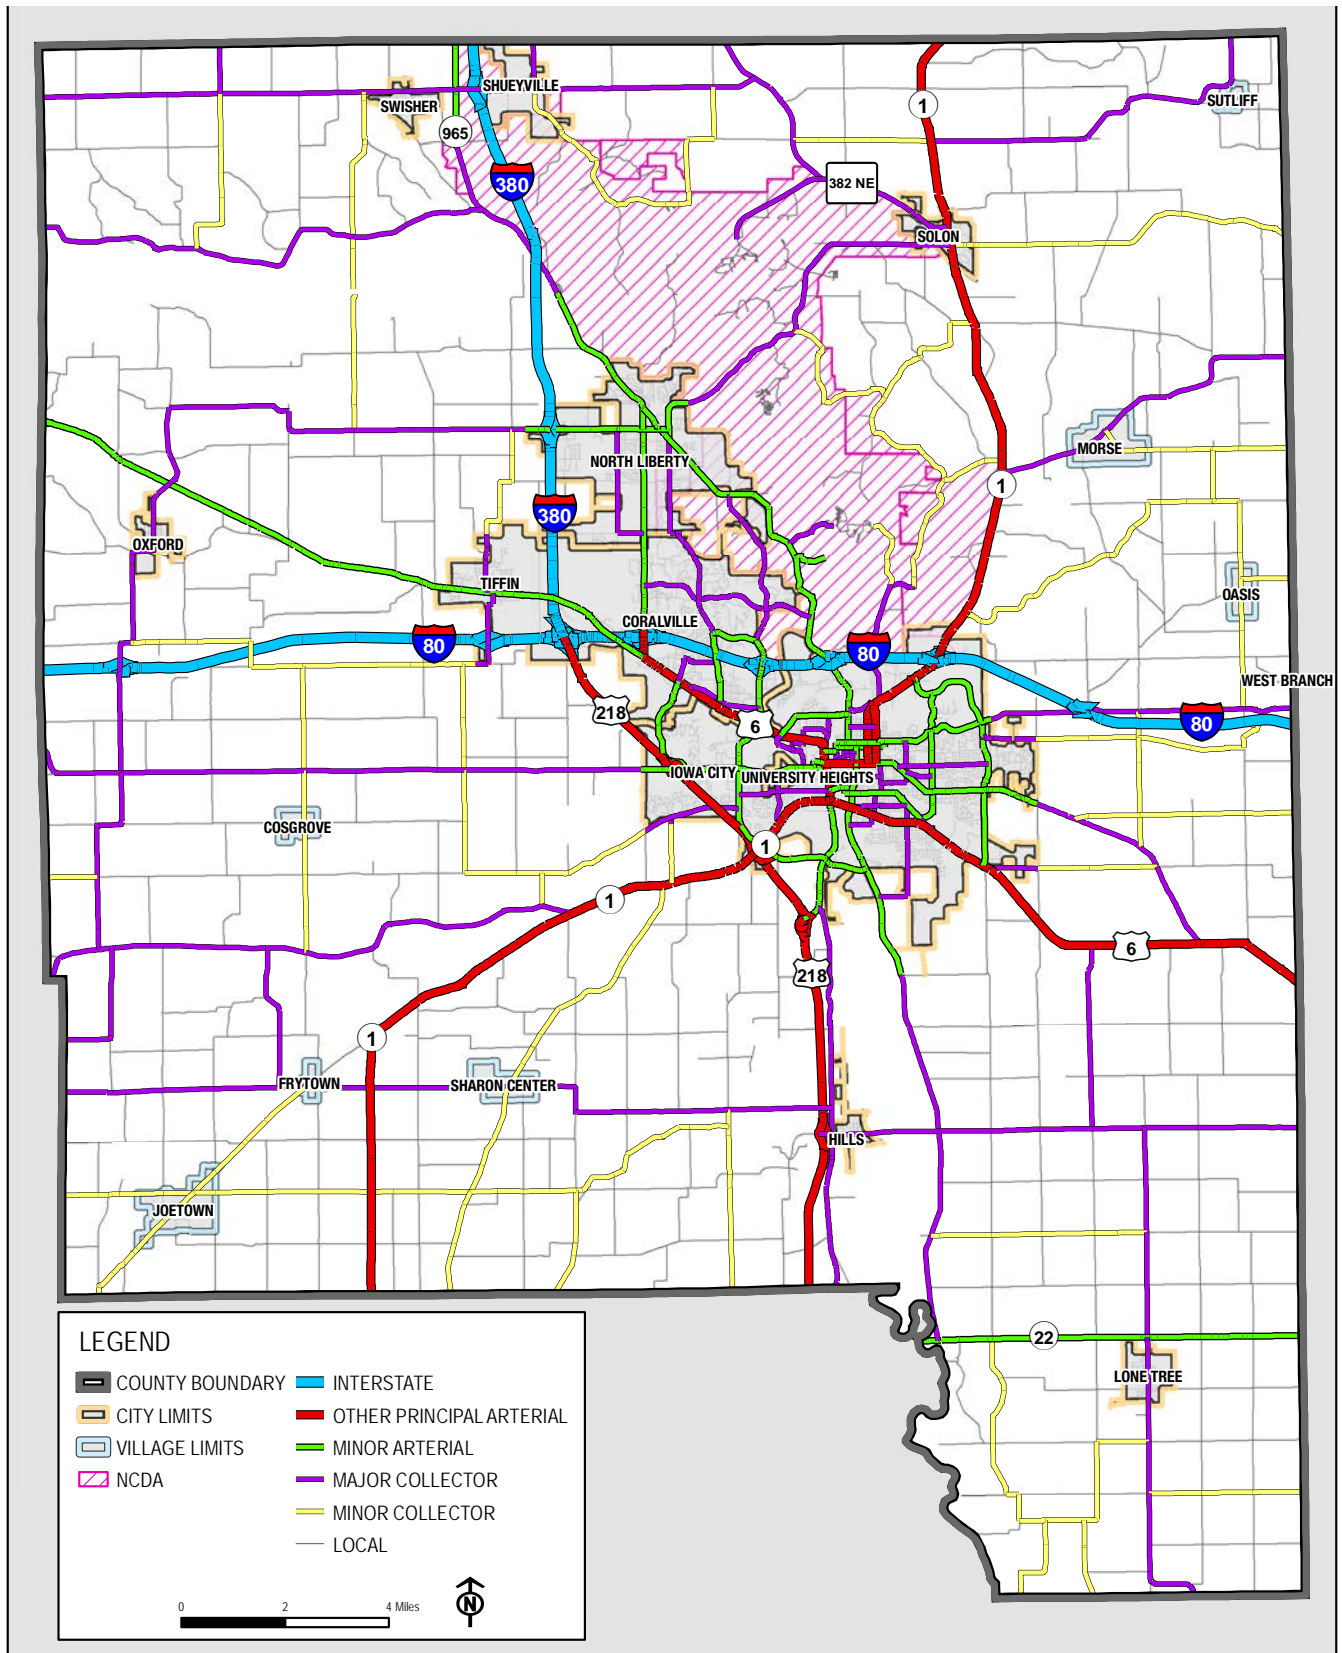 SHUEYVILLE
SWISHER
SUTLIFF
1
965
380
382 NE
SOLON
MORSE
NORTH LIBERTY
1
380
OXFORD
TIFFIN
OASIS
CORALVILLE
80
80
WEST BRANCH
218
6
80
IOWA CITY
UNIVERSITY HEIGHTS
COSGROVE
1
1
6
218
1
FRYTOWN
SHARON CENTER
HILLS
JOETOWN
22
LONE TREE
LEGEND
COUNTY BOUNDARY
CITY LIMITS
VILLAGE LIMITS
NCDA
INTERSTATE
OTHER PRINCIPAL ARTERIAL
MINOR ARTERIAL
MAJOR COLLECTOR
MINOR COLLECTOR
LOCAL
0 2 4 Miles
N